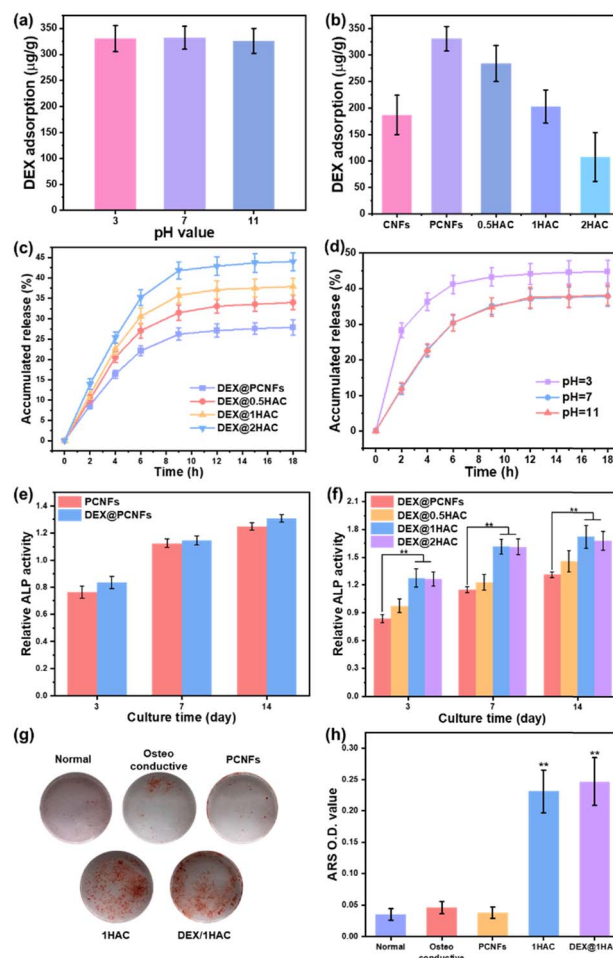 (a)
DEX adsorption (μg/g)
350
300
250
200
150
100
50
0
3
7
11
pH value
(b)
DEX adsorption (μg/g)
400
350
300
250
200
150
100
50
0
CNFs
PCNFs
0.5HAC
1HAC
2HAC
(c)
Accumulated release (%)
45
40
35
30
25
20
15
10
5
0
DEX@PCNFs
DEX@0.5HAC
DEX@1HAC
DEX@2HAC
0
2
4
6
8
10
12
14
16
18
Time (h)
(d)
Accumulated release (%)
50
40
30
20
10
0
pH=3
pH=7
pH=11
0
2
4
6
8
10
12
14
16
18
Time (h)
(e)
Relative ALP activity
1.4
1.2
1.0
0.8
0.6
0.4
0.2
0.0
PCNFs
DEX@PCNFs
3
7
14
Culture time (day)
(f)
Relative ALP activity
2.1
1.8
1.5
1.2
0.9
0.6
0.3
0.0
DEX@PCNFs
DEX@0.5HAC
DEX@1HAC
DEX@2HAC
**
**
**
3
7
14
Culture time (day)
(g)
Normal
Osteo
conductive
PCNFs
1HAC
DEX/1HAC
(h)
ARS O.D. value
0.30
0.25
0.20
0.15
0.10
0.05
0.00
**
**
Normal
Osteo
conductive
PCNFs
1HAC
DEX@1HAC